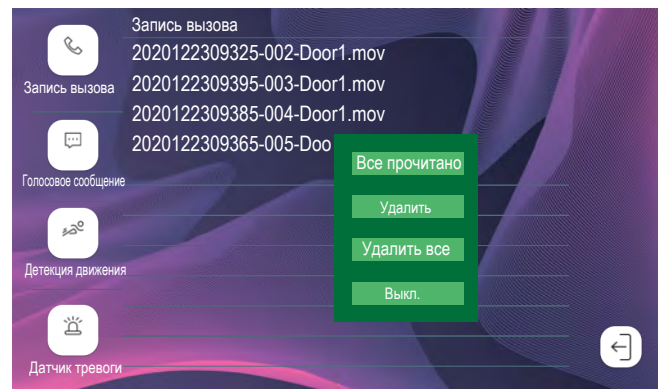 Запись вызова
2020122309325-002-Door1.mov
2020122309395-003-Door1.mov
2020122309385-004-Door1.mov
2020122309365-005-Doo
Запись вызова
Голосовое сообщение
Детекция движения
Датчик тревоги
Все прочитано
Удалить
Удалить все
Выкл.